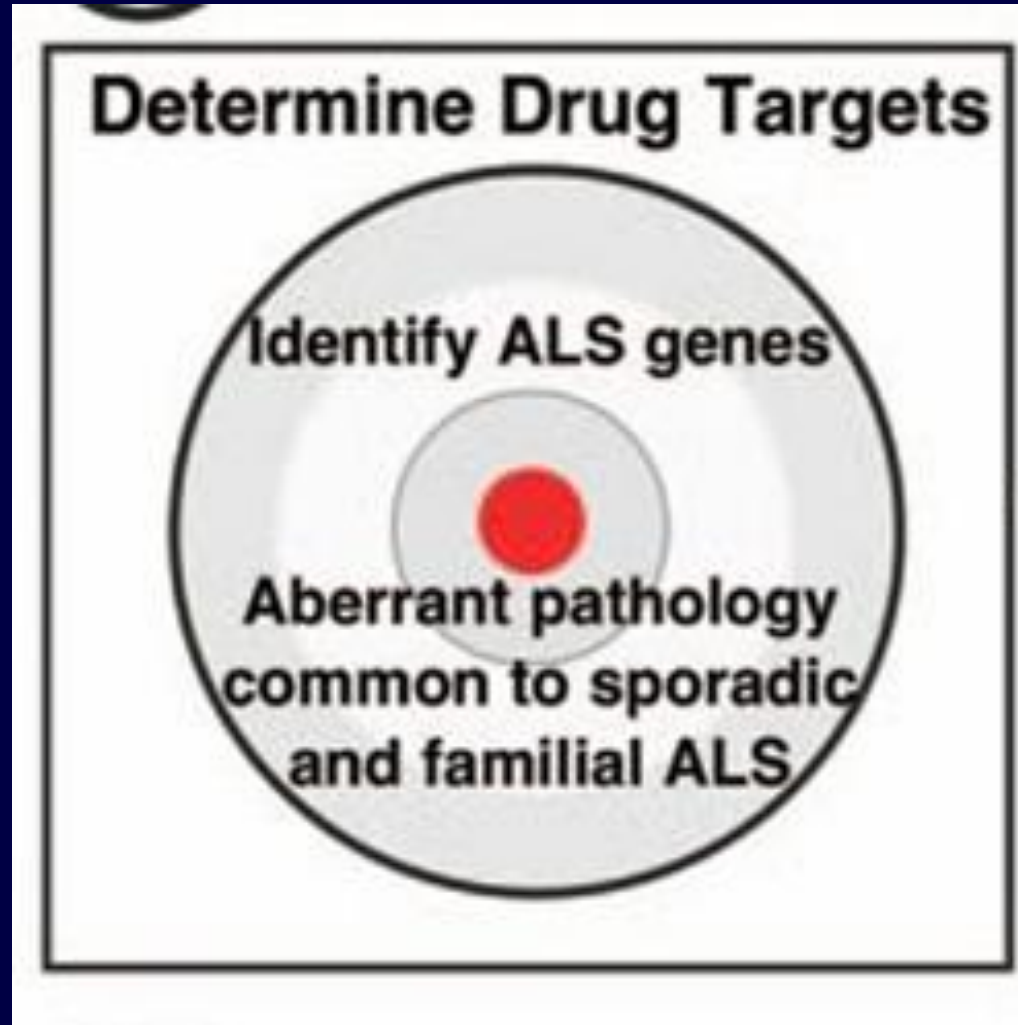 Determine Drug Targets
Identify ALS genes
Aberrant pathology
common to sporadic
and familial ALS